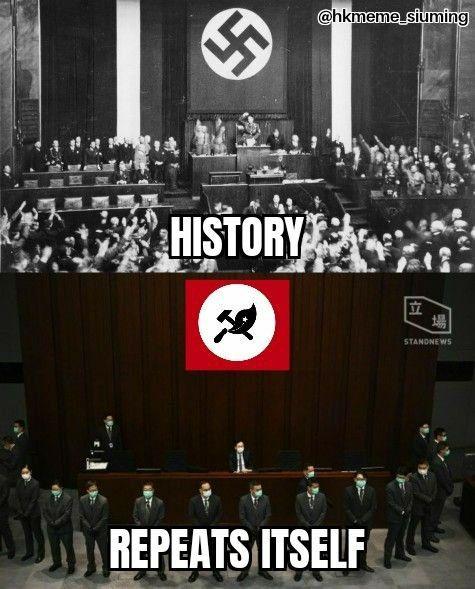 @hkmeme_siuming
HISTORY
立
場
STANDNEWS
REPEATS ITSELF